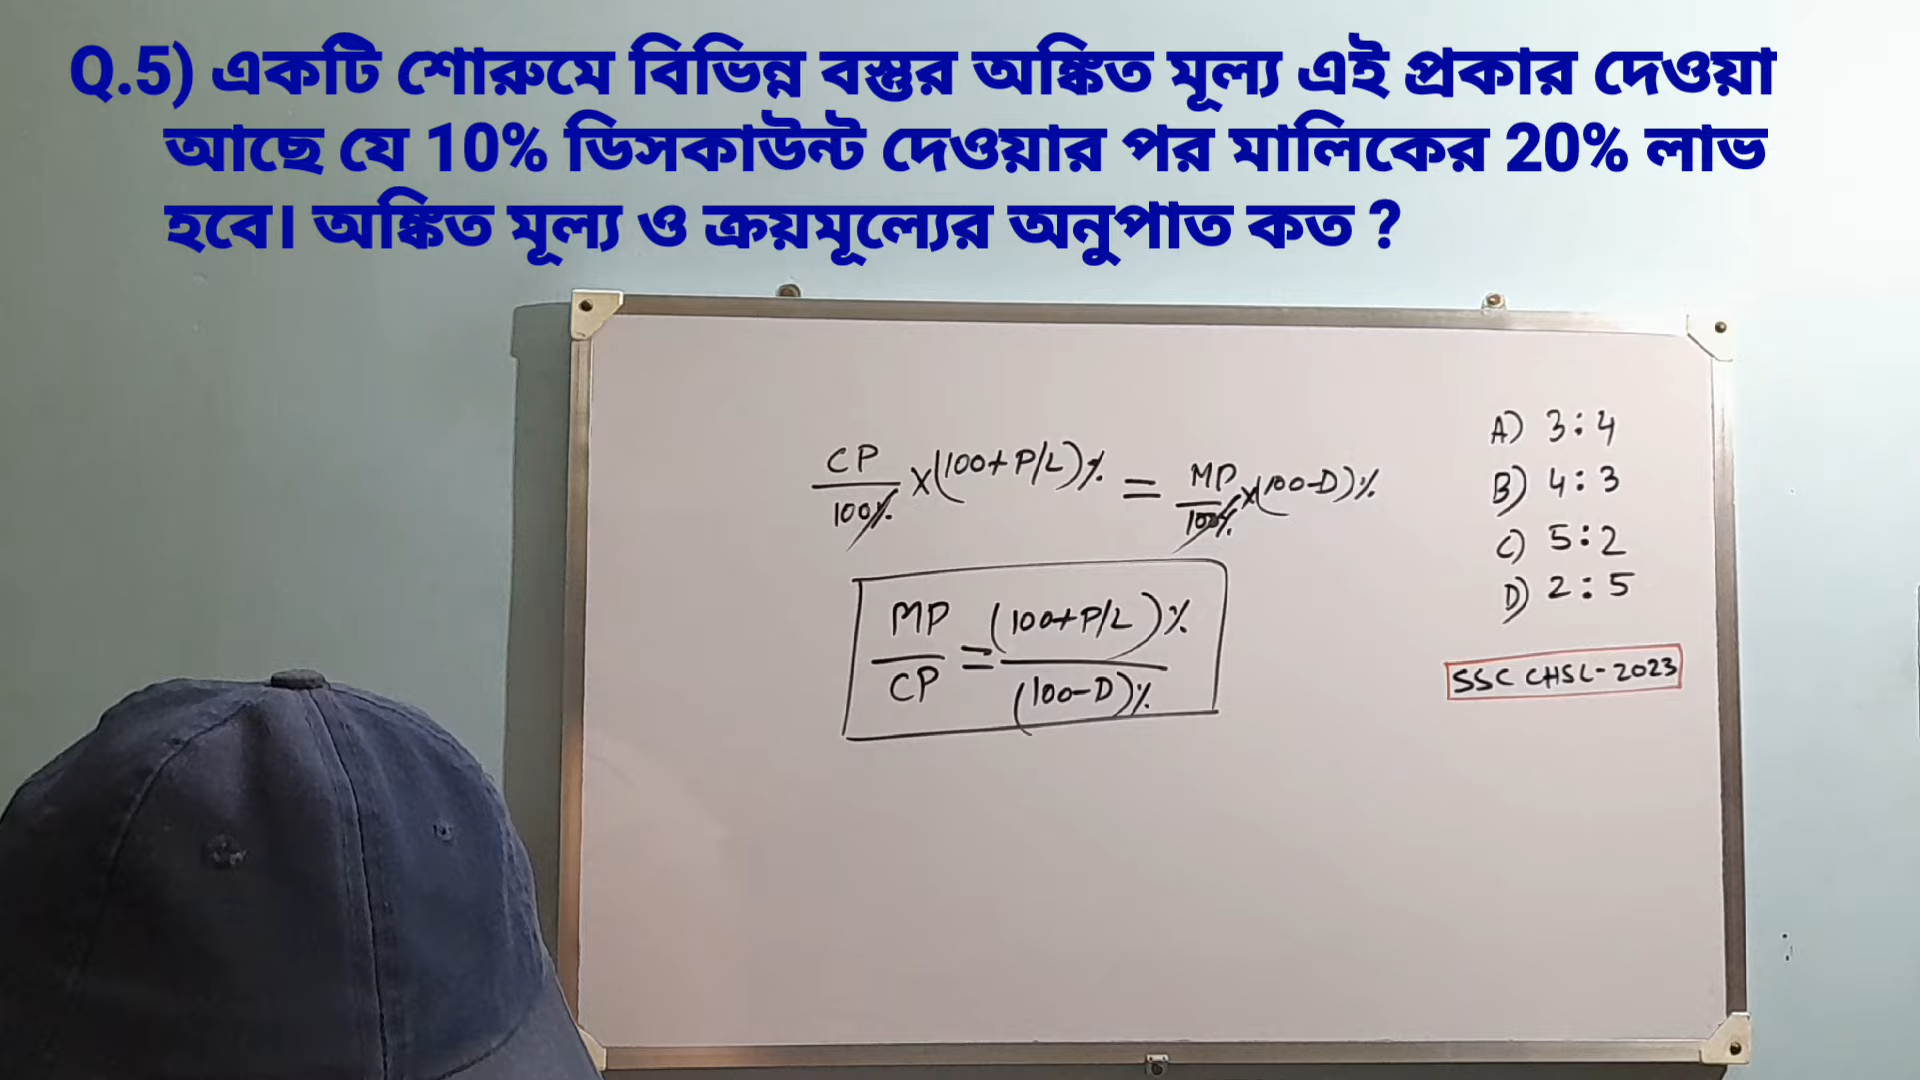 Q.5) একটি শোরুমে বিভিন্ন বস্তুর অঙ্কিত মূল্য এই প্রকার দেওয়া
আছে যে 10% ডিসকাউন্ট দেওয়ার পর মালিকের 20% লাভ
হবে। অঙ্কিত মূল্য ও ক্রয়মূল্যের অনুপাত কত ?
CP/100% × (100+P/L)% = MP/100% × (100-D)%
MP/CP = (100+P/L)%/(100-D)%
A) 3:4
B) 4:3
C) 5:2
D) 2:5
SSC CHSL-2023